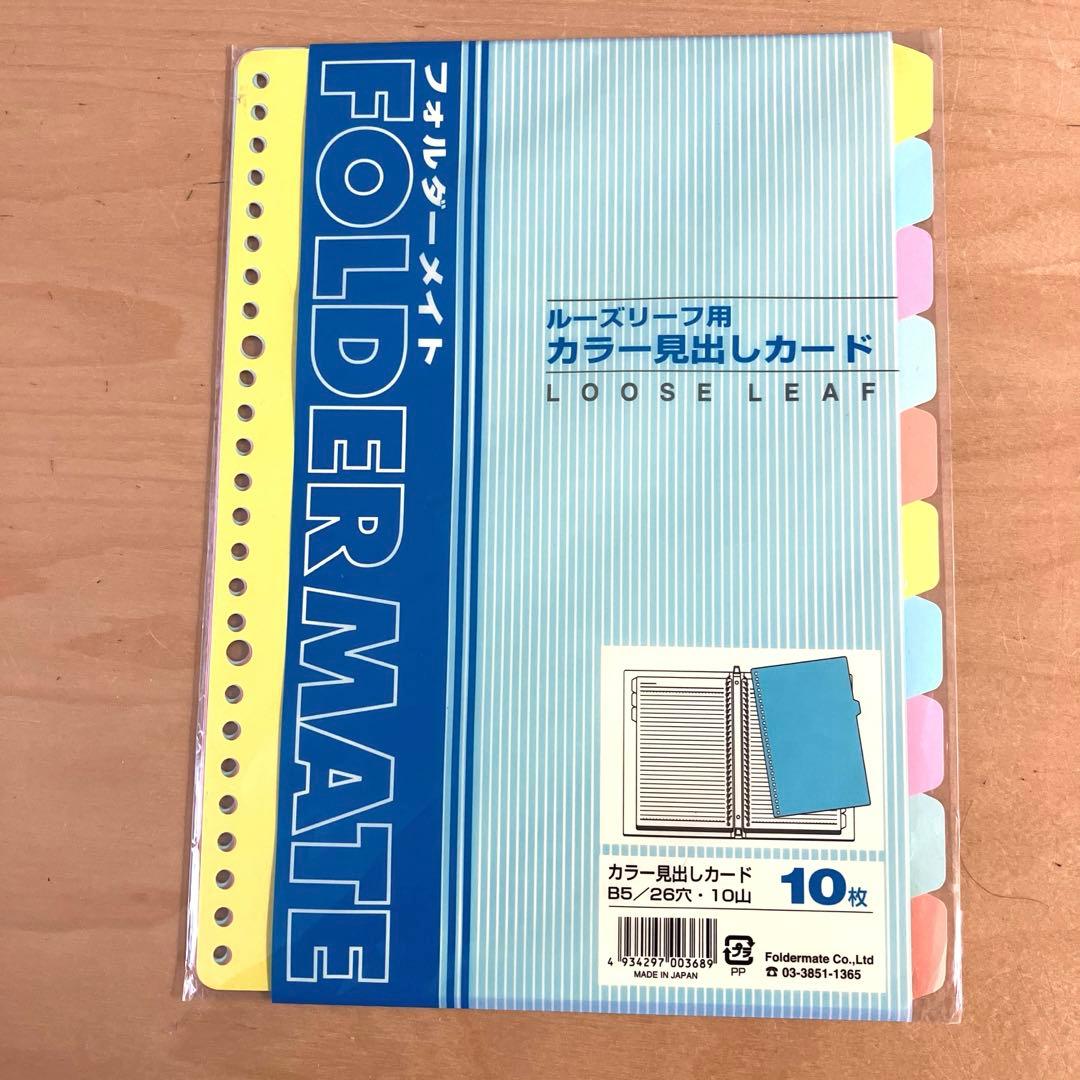 フォルダーメイト
FOLDERMATE
ルーズリーフ用
カラー見出しカード
LOOSE LEAF
カラー見出しカード
B5／26穴・10山
10枚
4 934297 003689
MADE IN JAPAN
プラ
PP
Foldermate Co.,Ltd
☎ 03-3851-1365